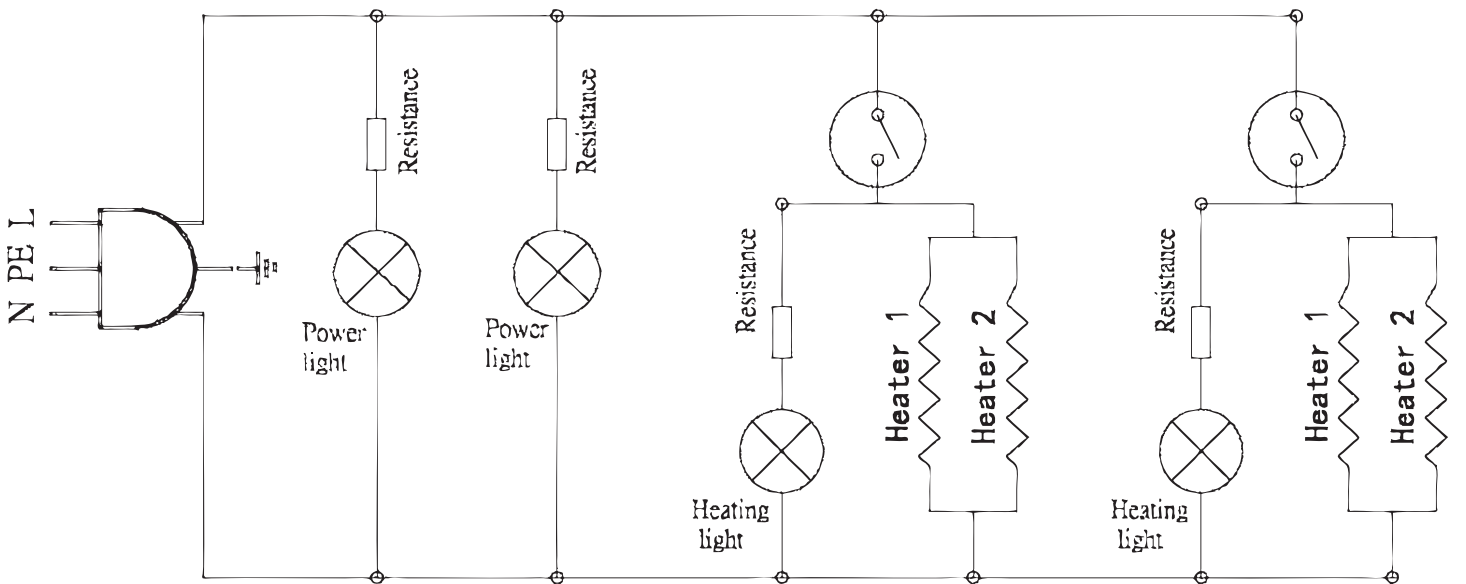 N PE L
Resistance
Power
light
Resistance
Power
light
Resistance
Heating
light
Heater 1
Heater 2
Resistance
Heating
light
Heater 1
Heater 2